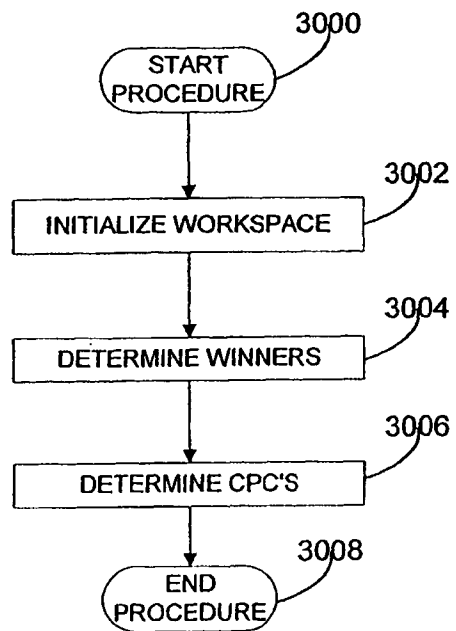 3000
START
PROCEDURE
3002
INITIALIZE WORKSPACE
3004
DETERMINE WINNERS
3006
DETERMINE CPC'S
3008
END
PROCEDURE